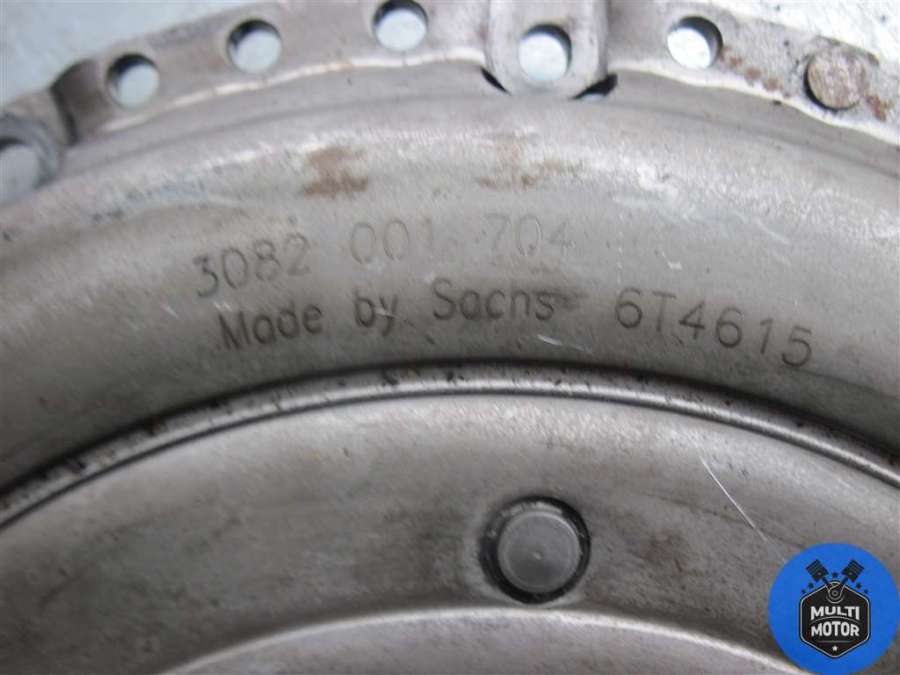 3082 001 704
Made by Sachs 6T4615
MULTI
MOTOR